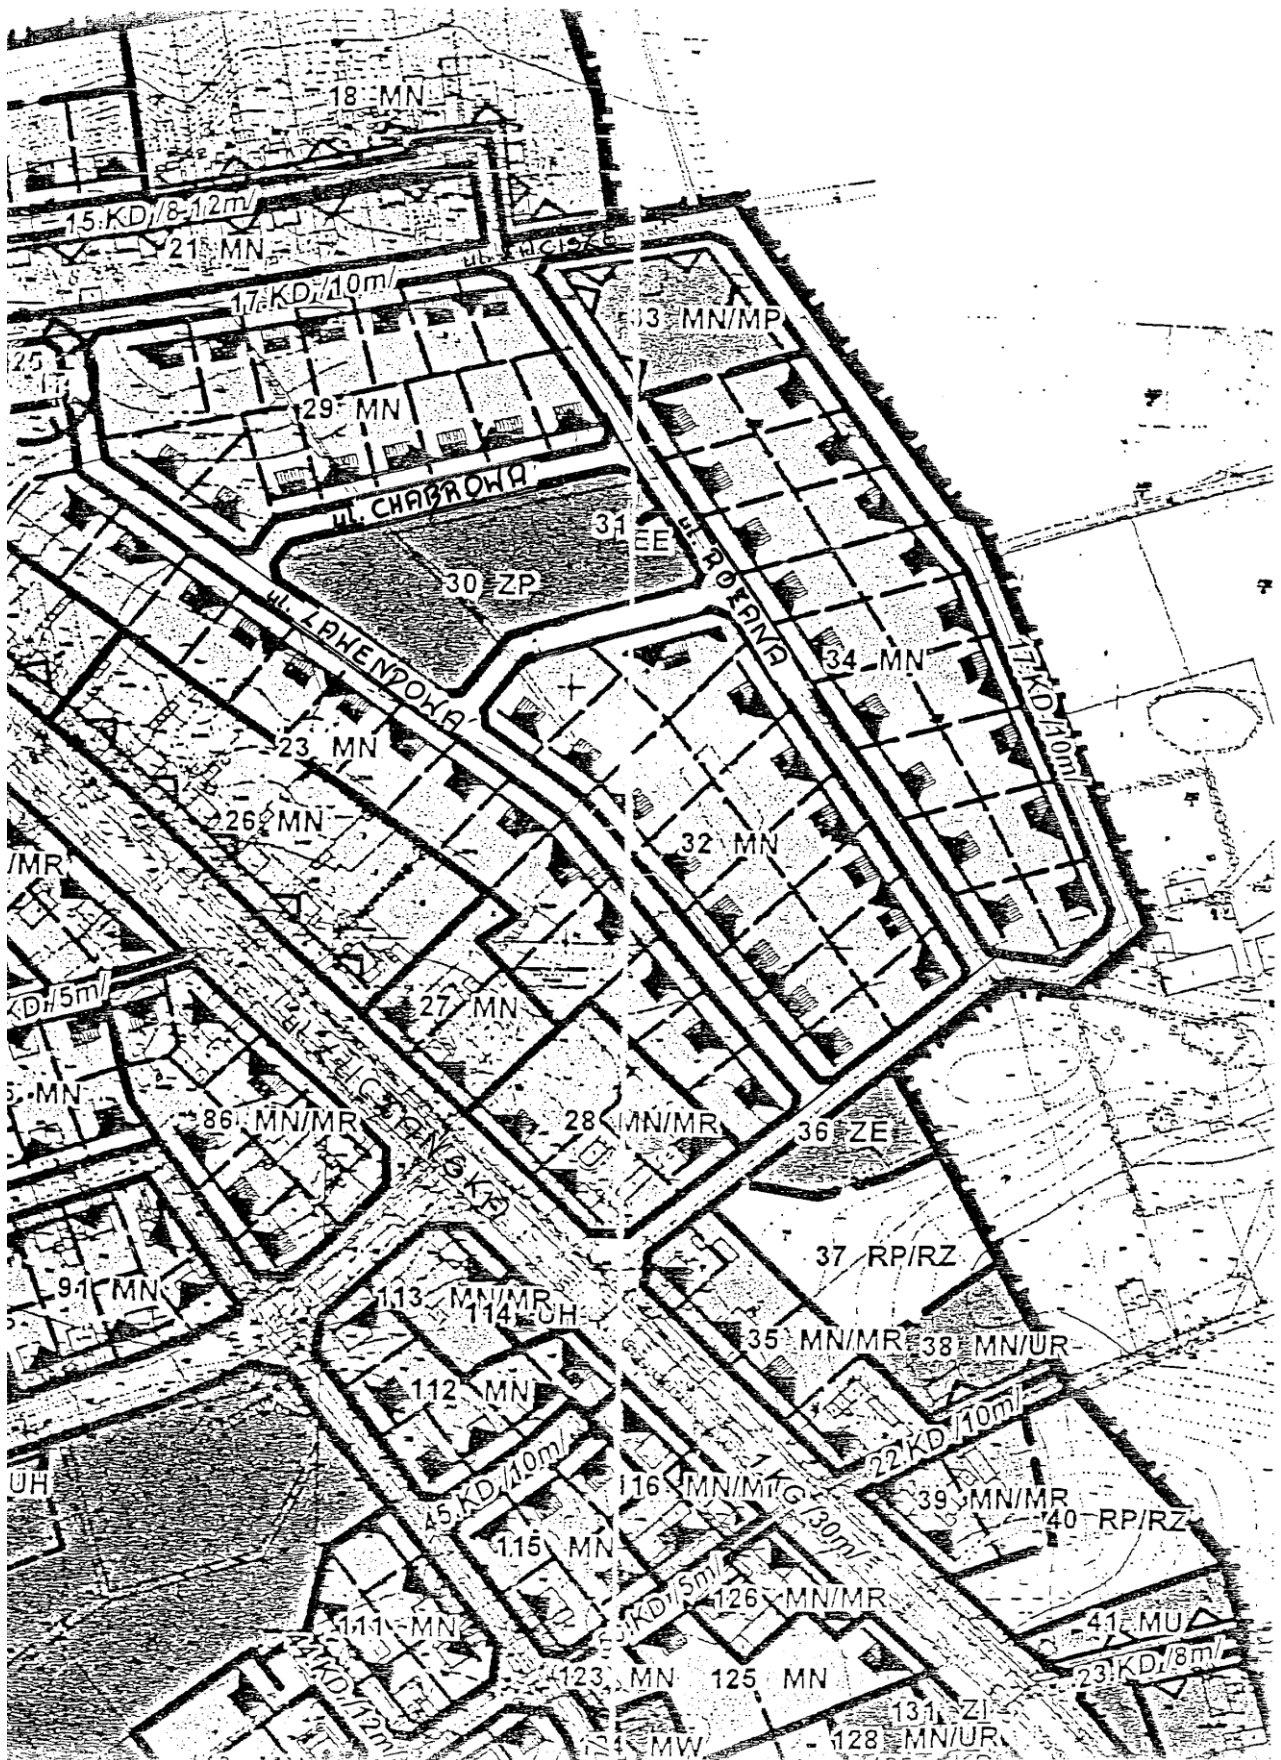 18 MN
15 KD /8-12m/
21 MN
17 KD /10m/
33 MN/MP
25
29 MN
ul. CHABROWA
31 EE
30 ZP
ul. ROŻANA
ul. LAWENDOWA
34 MN
17 KD /10m/
23 MN
26 MN
32 MN
/MR
KD /5m/
27 MN
MN
86 MN/MR
28 MN/MR
36 ZE
37 RP/RZ
91 MN
113 MN/MR
114 UH
35 MN/MR
38 MN/UR
112 MN
22 KD /10m/
45 KD /10m/
UH
116 MN/M
1 KG /30m/
39 MN/MR
40 RP/RZ
115 MN
KD /5m/
126 MN/MR
111 MN
41 MU
44 KD /12m/
123 MN
125 MN
23 KD /8m/
131 ZI
MW
128 MN/UR